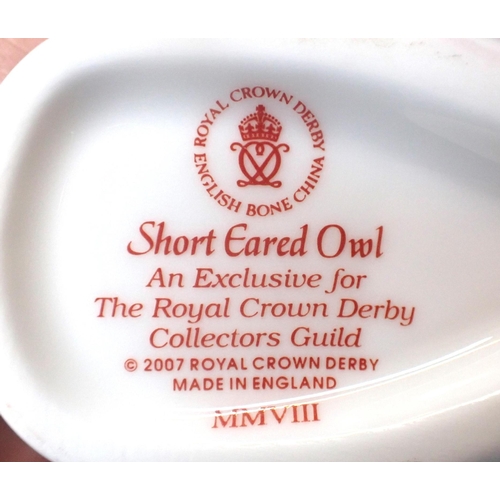 ROYAL CROWN DERBY
ENGLISH BONE CHINA
Short Eared Owl
An Exclusive for
The Royal Crown Derby
Collectors Guild
© 2007 ROYAL CROWN DERBY
MADE IN ENGLAND
MMVIII